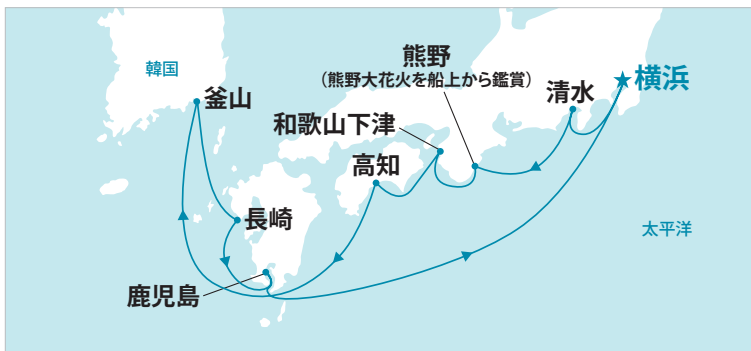 韓国
釜山
熊野
（熊野大花火を船上から鑑賞）
清水
横浜
和歌山下津
高知
長崎
太平洋
鹿児島